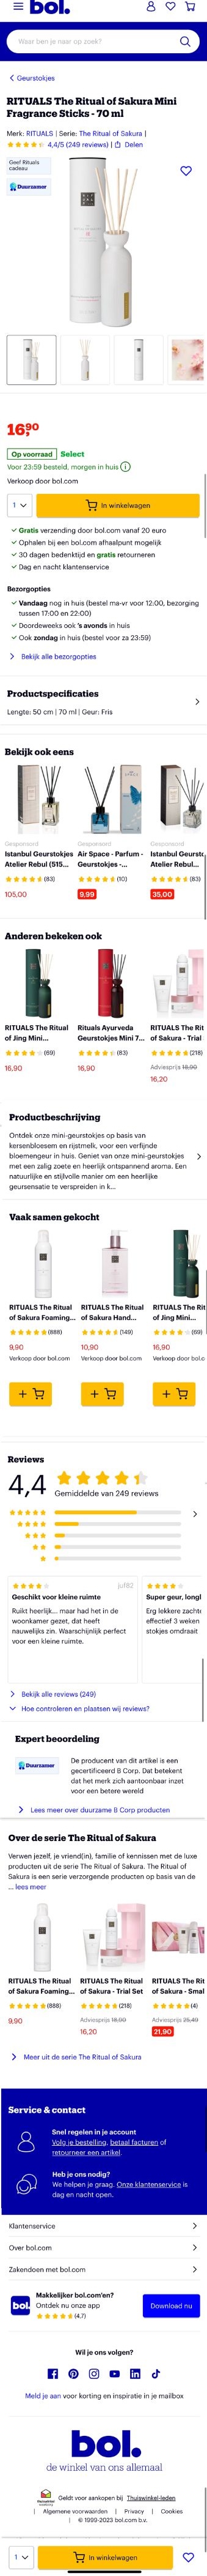 bol.
Waar ben je naar op zoek?
Geurstokjes
RITUALS The Ritual of Sakura Mini
Fragrance Sticks - 70 ml
Merk: RITUALS | Serie: The Ritual of Sakura |
4,4/5 (249 reviews) | Delen
Geef Rituals
cadeau
Duurzamer
16,90
Op voorraad Select
Voor 23:59 besteld, morgen in huis
Verkoop door bol.com
1 In winkelwagen
Gratis verzending door bol.com vanaf 20 euro
Ophalen bij een bol.com afhaalpunt mogelijk
30 dagen bedenktijd en gratis retourneren
Dag en nacht klantenservice
Bezorgopties
Vandaag nog in huis (bestel ma-vr voor 12:00, bezorging
tussen 17:00 en 22:00)
Doordeweeks ook 's avonds in huis
Ook zondag in huis (bestel voor za 23:59)
Bekijk alle bezorgopties
Productspecificaties
Lengte: 50 cm | 70 ml | Geur: Fris
Bekijk ook eens
Gesponsord Gesponsord Gesponsord
Istanbul Geurstokjes Air Space - Parfum - Istanbul Geurstc
Atelier Rebul (515... Geurstokjes -... Atelier Rebul...
(83) (10) (83)
105,00 9,99 35,00
Anderen bekeken ook
RITUALS The Ritual Rituals Ayurveda RITUALS The Rit
of Jing Mini... Geurstokjes Mini 7... of Sakura - Trial
(69) (83) (218)
16,90 16,90 Adviesprijs 18,90
16,20
Productbeschrijving
Ontdek onze mini-geurstokjes op basis van
kersenbloesem en rijstmelk, voor een verfijnde
bloemengeur in huis. Geniet van onze mini-geurstokjes
met een zalig zoete en heerlijk ontspannend aroma. Een
natuurlijke en stijlvolle manier om een heerlijke
geursensatie te verspreiden in k...
Vaak samen gekocht
RITUALS The Ritual RITUALS The Ritual RITUALS The Rit
of Sakura Foaming... of Sakura Hand... of Jing Mini...
(888) (149) (69)
9,90 10,90 16,90
Verkoop door bol.com Verkoop door bol.com Verkoop door bol.c
Reviews
4,4
Gemiddelde van 249 reviews
juf82
Geschikt voor kleine ruimte Super geur, longl
Ruikt heerlijk... maar had het in de Erg lekkere zachte
woonkamer gezet, dat heeft effectief 3 weken
nauwelijks zin. Waarschijnlijk perfect stokjes omdraait
voor een kleine ruimte.
Bekijk alle reviews (249)
Hoe controleren en plaatsen wij reviews?
Expert beoordeling
Duurzamer
De producent van dit artikel is een
gecertificeerd B Corp. Dat betekent
dat het merk zich aantoonbaar inzet
voor een betere wereld
Lees meer over duurzame B Corp producten
Over de serie The Ritual of Sakura
Verwen jezelf, je vriend(in), familie of kennissen met de luxe
producten uit de serie The Ritual of Sakura. The Ritual of
Sakura is een serie verzorgende producten op basis van de
... lees meer
RITUALS The Ritual RITUALS The Ritual RITUALS The Rit
of Sakura Foaming... of Sakura - Trial Set of Sakura - Smal
(888) (218) (4)
9,90 Adviesprijs 18,90 Adviesprijs 25,40
16,20 21,90
Meer uit de serie The Ritual of Sakura
Service & contact
Snel regelen in je account
Volg je bestelling, betaal facturen of
retourneer een artikel.
Heb je ons nodig?
We helpen je graag. Onze klantenservice is
dag en nacht open.
Klantenservice
Over bol.com
Zakendoen met bol.com
bol.
Makkelijker bol.com'en?
Ontdek nu onze app
(4.7)
Download nu
Wil je ons volgen?
Meld je aan voor korting en inspiratie in je mailbox
bol.
de winkel van ons allemaal
Geldt voor aankopen bij Thuiswinkel-leden
| Algemene voorwaarden | Privacy | Cookies
| © 1999-2023 bol.com b.v.
1 In winkelwagen